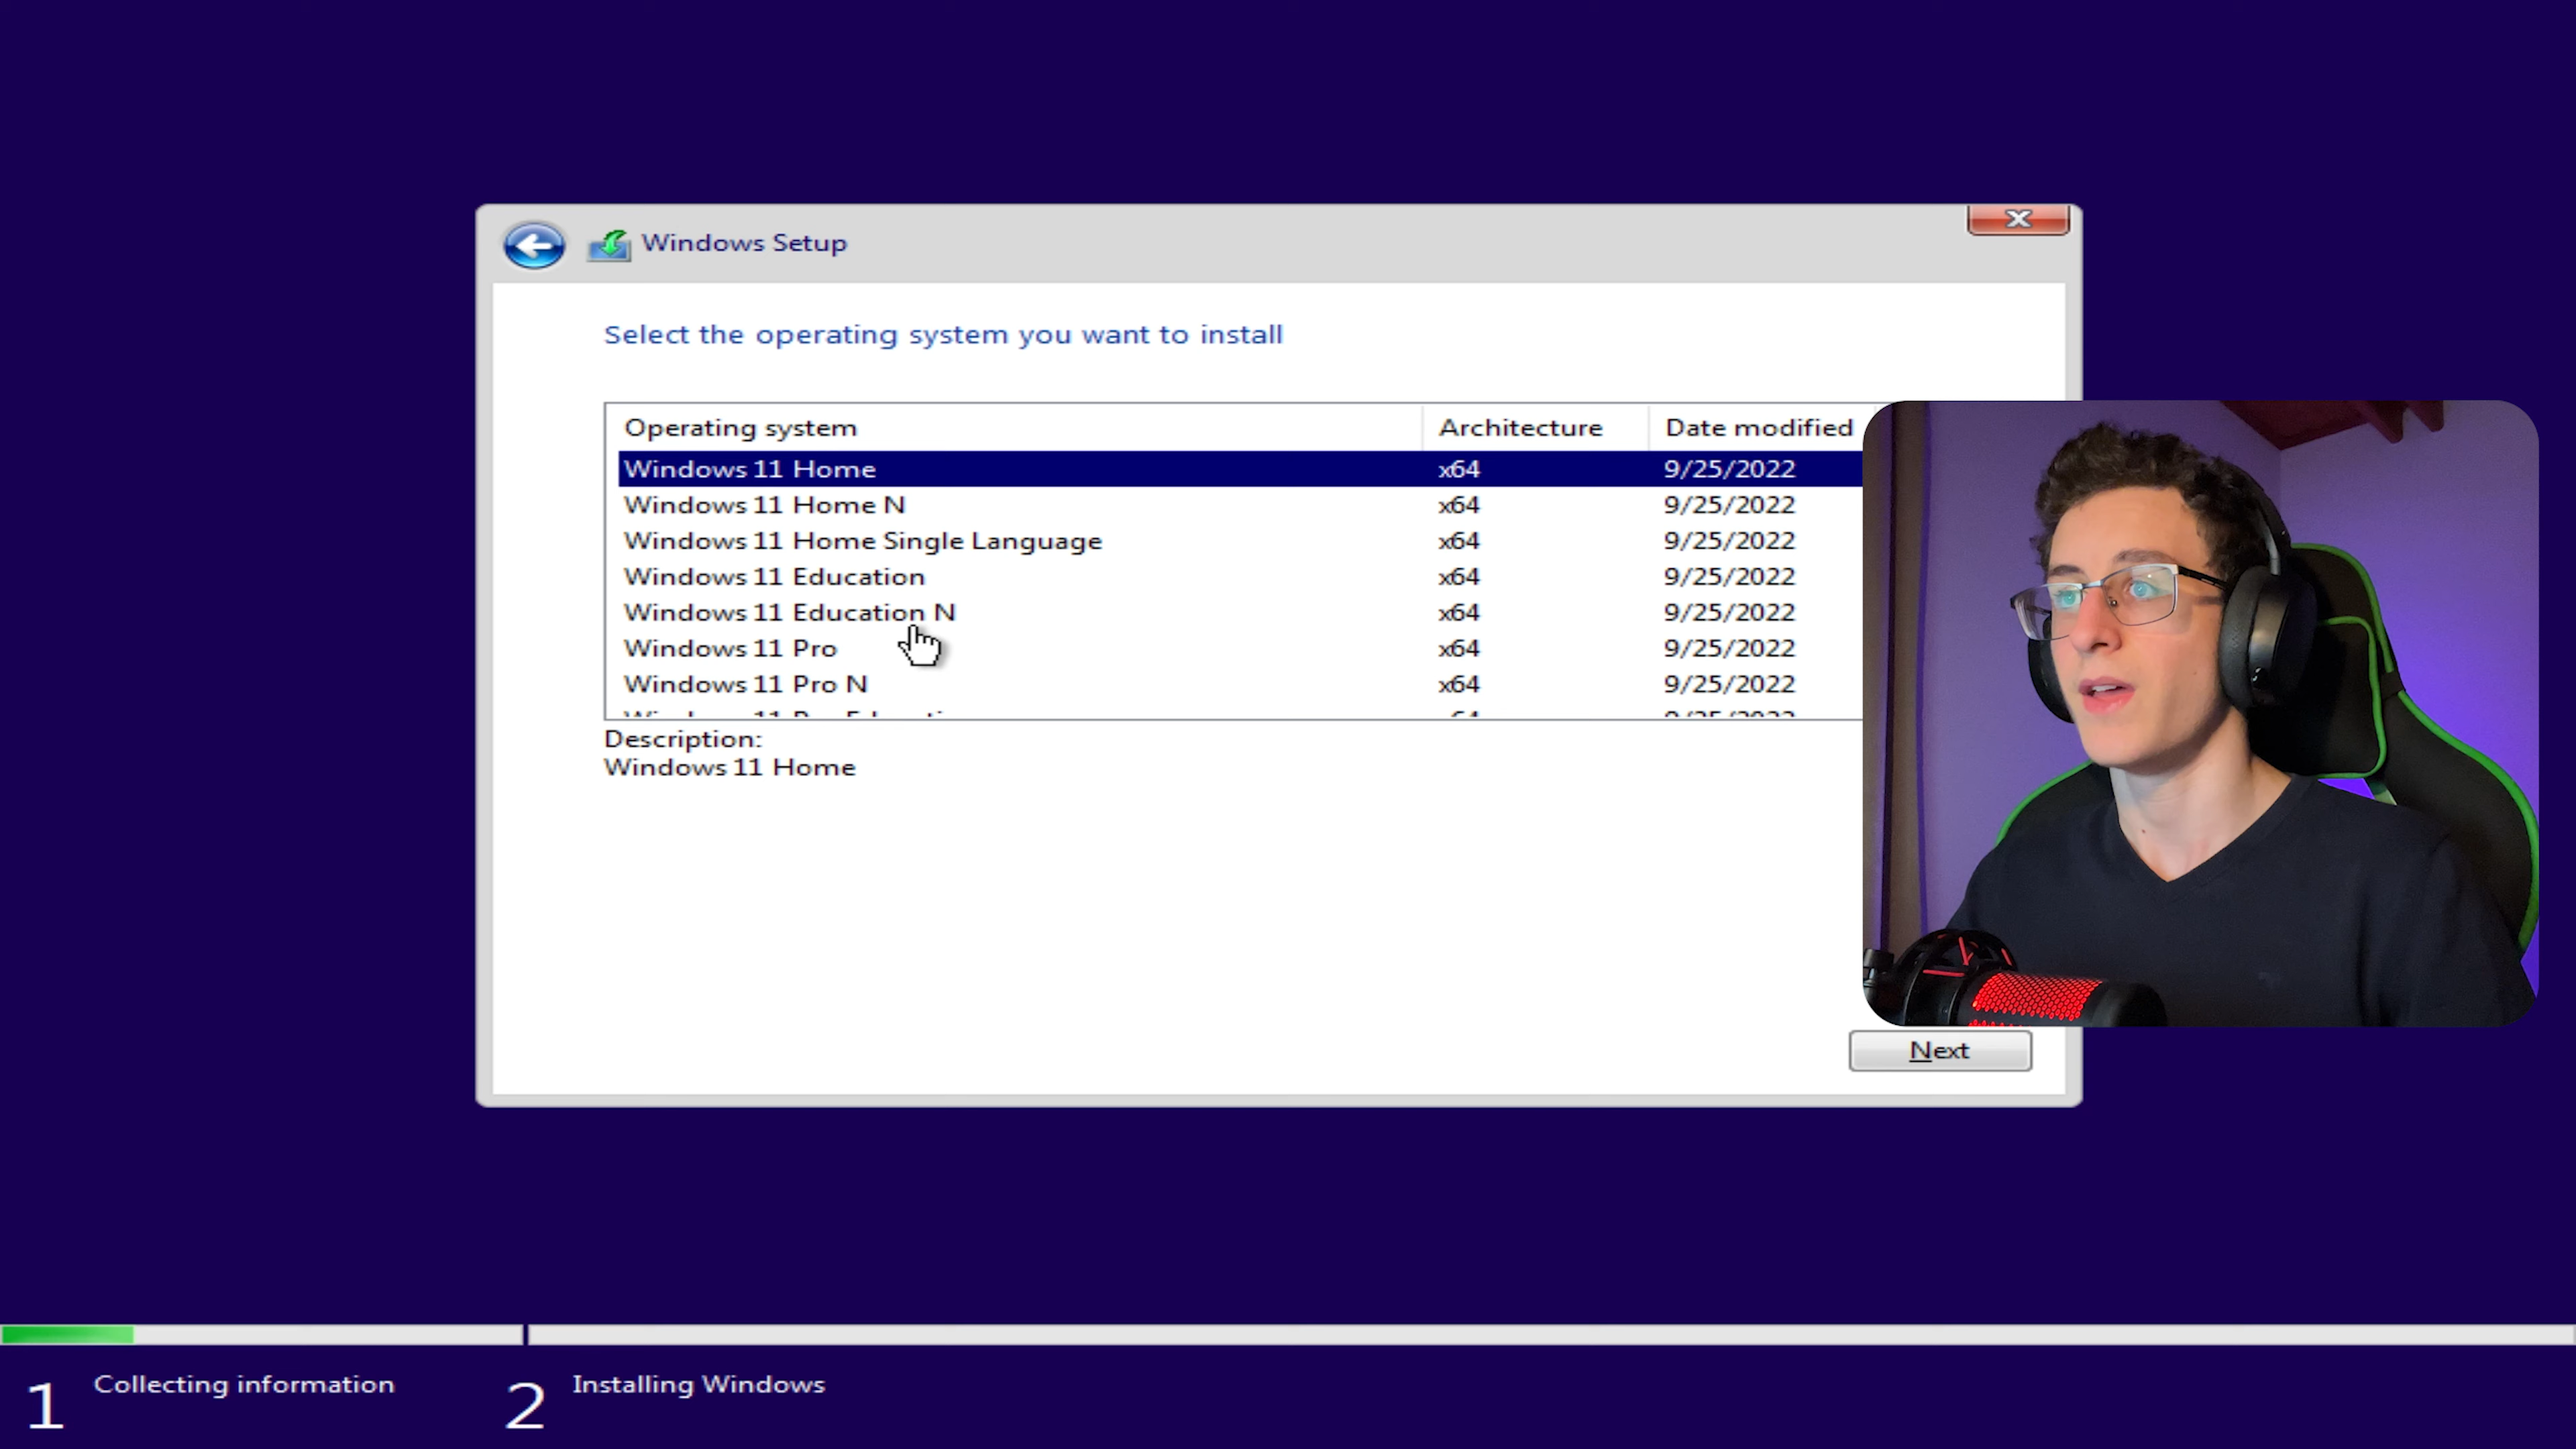 Windows Setup
Select the operating system you want to install
Operating system Architecture Date modified
Windows 11 Home x64 9/25/2022
Windows 11 Home N x64 9/25/2022
Windows 11 Home Single Language x64 9/25/2022
Windows 11 Education x64 9/25/2022
Windows 11 Education N x64 9/25/2022
Windows 11 Pro x64 9/25/2022
Windows 11 Pro N x64 9/25/2022
Description:
Windows 11 Home
Next
1 Collecting information 2 Installing Windows